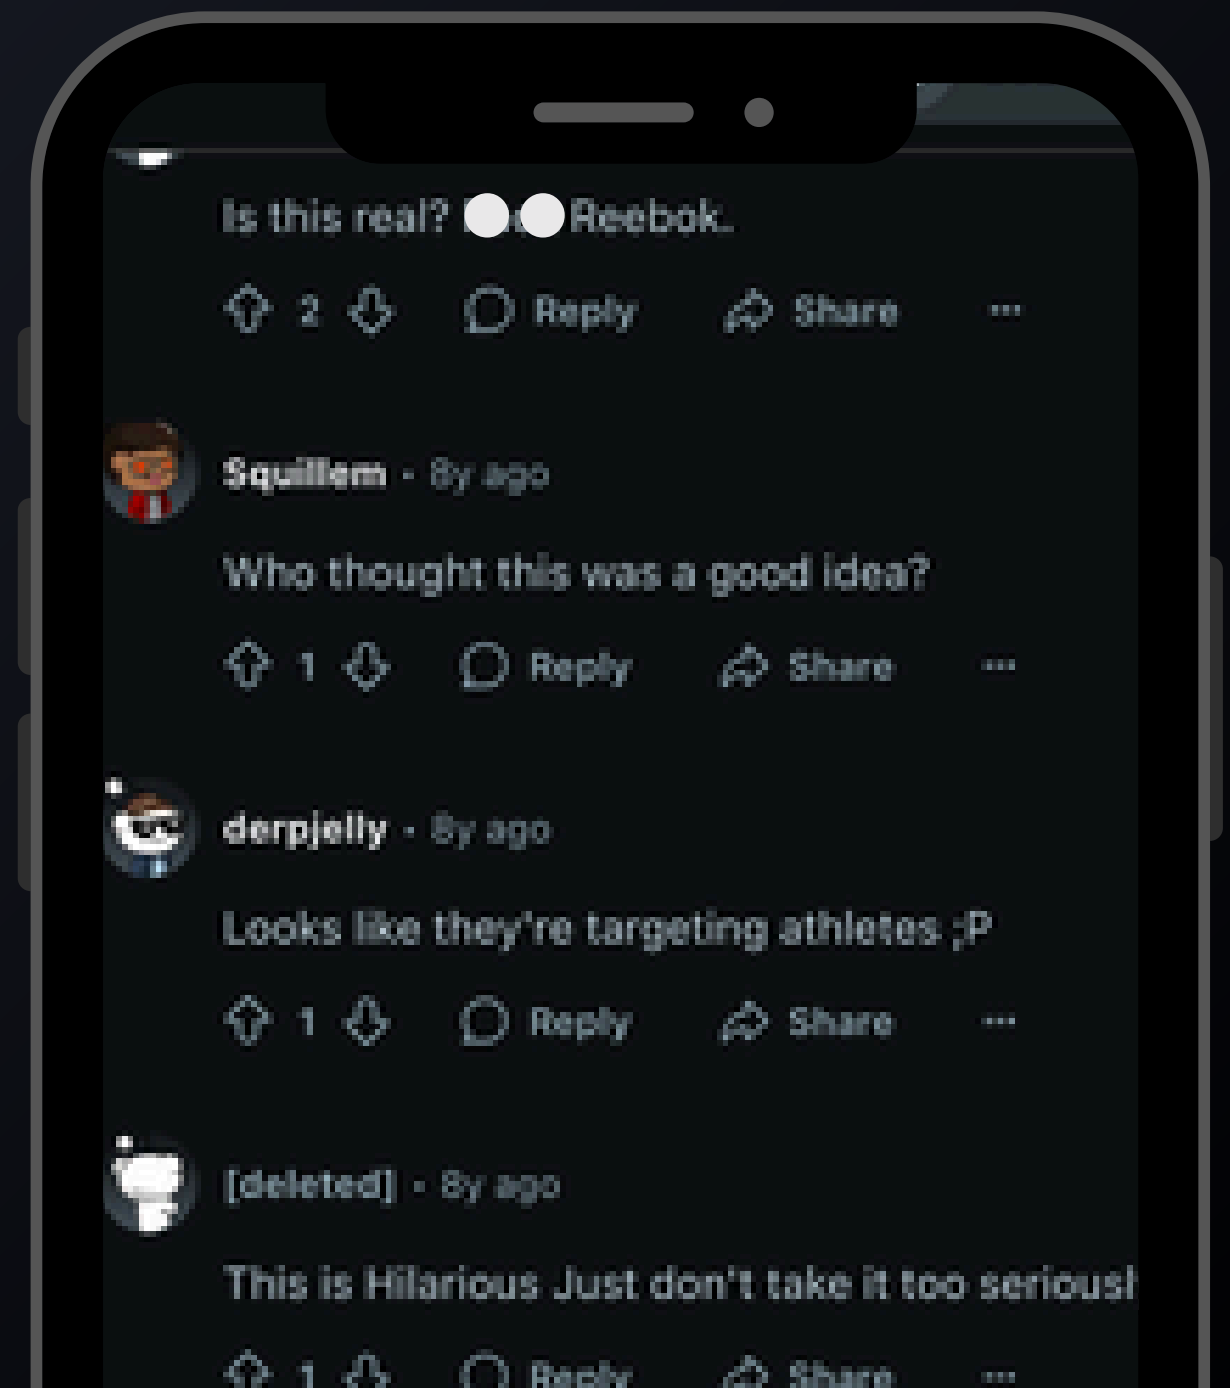 Is this real? Reebok.
2 Reply Share ...
Squillem • 8y ago
Who thought this was a good idea?
1 Reply Share ...
derpjelly • 8y ago
Looks like they're targeting athletes ;P
1 Reply Share ...
[deleted] • 8y ago
This is Hilarious Just don't take it too
1 Reply Share ...